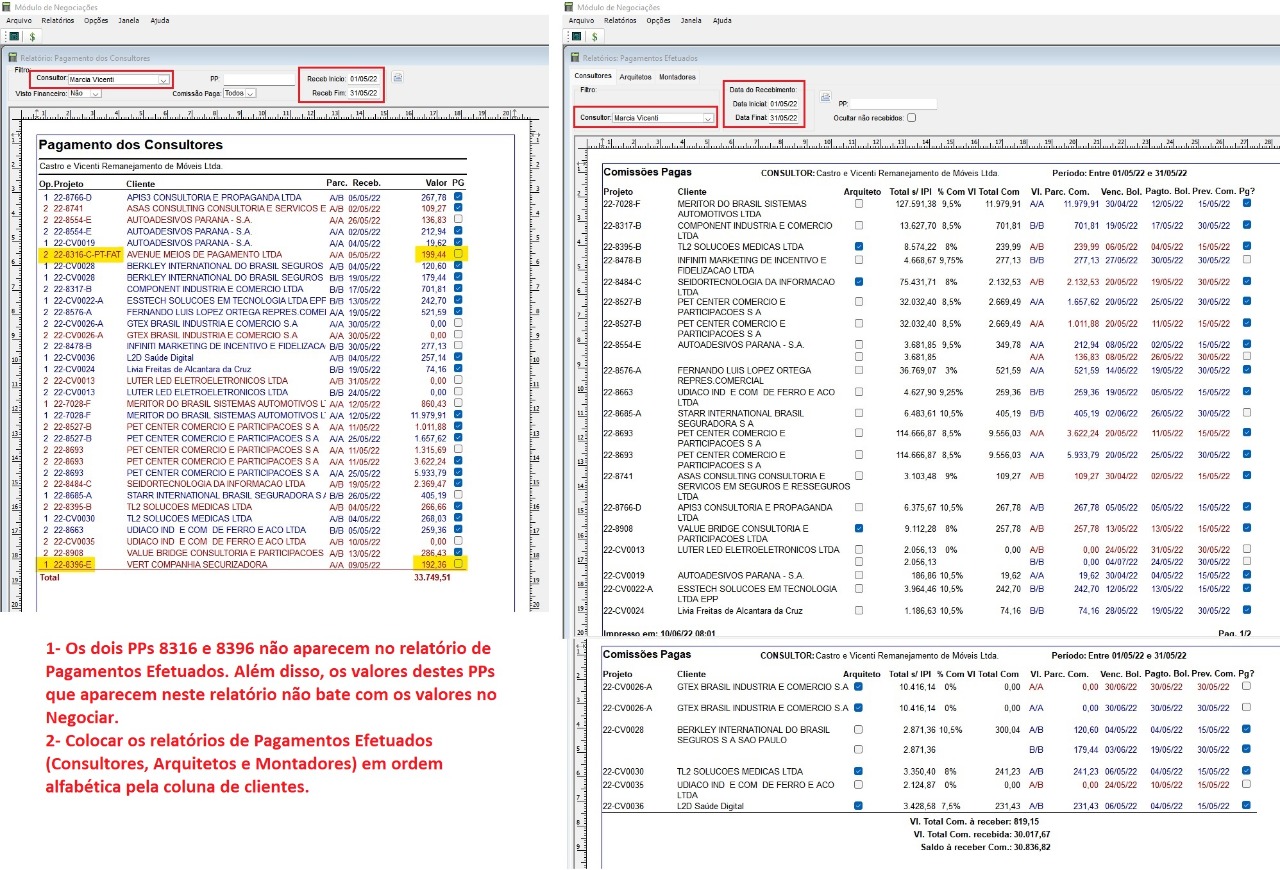 Módulo de Negociações
Arquivo Relatórios Opções Janela Ajuda
$
Relatório: Pagamento dos Consultores
Filtro:
Consultor: Marcia Vicenti
PP:
Receb Inicio: 01/05/22
Visto Financeiro: Não
Comissão Paga: Todos
Receb Fim: 31/05/22
Pagamento dos Consultores
Castro e Vicenti Remanejamento de Móveis Ltda.
Op. Projeto Cliente Parc. Receb. Valor PG
1 22-8766-D APIS3 CONSULTORIA E PROPAGANDA LTDA A/B 05/05/22 267,78
2 22-8741 ASAS CONSULTING CONSULTORIA E SERVICOS E A/B 02/05/22 109,27
2 22-8554-E AUTOADESIVOS PARANA - S.A. A/A 26/05/22 136,83
2 22-8554-E AUTOADESIVOS PARANA - S.A. A/A 02/05/22 212,94
1 22-CV0019 AUTOADESIVOS PARANA - S.A. A/A 04/05/22 19,62
2 22-8316-C-PT-FAT AVENUE MEIOS DE PAGAMENTO LTDA A/A 05/05/22 199,44
1 22-CV0028 BERKLEY INTERNATIONAL DO BRASIL SEGUROS A/B 04/05/22 120,60
1 22-CV0028 BERKLEY INTERNATIONAL DO BRASIL SEGUROS B/B 19/05/22 179,44
2 22-8317-B COMPONENT INDUSTRIA E COMERCIO LTDA B/B 17/05/22 701,81
1 22-CV0022-A ESSTECH SOLUCOES EM TECNOLOGIA LTDA EPP B/B 13/05/22 242,70
2 22-8576-A FERNANDO LUIS LOPEZ ORTEGA REPRES.COMEI A/A 19/05/22 521,59
2 22-CV0026-A GTEX BRASIL INDUSTRIA E COMERCIO S.A A/A 30/05/22 0,00
2 22-CV0026-A GTEX BRASIL INDUSTRIA E COMERCIO S.A A/A 30/05/22 0,00
2 22-8478-B INFINITI MARKETING DE INCENTIVO E FIDELIZACA B/B 30/05/22 277,13
1 22-CV0036 L2D Saúde Digital A/B 04/05/22 257,14
1 22-CV0024 Livia Freitas de Alcantara da Cruz B/B 19/05/22 74,16
2 22-CV0013 LUTER LED ELETROELETRONICOS LTDA A/B 31/05/22 0,00
2 22-CV0013 LUTER LED ELETROELETRONICOS LTDA B/B 24/05/22 0,00
2 22-7028-F MERITOR DO BRASIL SISTEMAS AUTOMOTIVOS L' A/A 12/05/22 860,43
1 22-7028-F MERITOR DO BRASIL SISTEMAS AUTOMOTIVOS L' A/A 12/05/22 11.979,91
2 22-8527-B PET CENTER COMERCIO E PARTICIPACOES S A A/A 11/05/22 1.011,88
2 22-8527-B PET CENTER COMERCIO E PARTICIPACOES S A A/A 25/05/22 1.657,62
2 22-8693 PET CENTER COMERCIO E PARTICIPACOES S A A/A 11/05/22 1.315,69
2 22-8693 PET CENTER COMERCIO E PARTICIPACOES S A A/A 11/05/22 3.622,24
2 22-8693 PET CENTER COMERCIO E PARTICIPACOES S A A/A 25/05/22 5.933,79
2 22-8484-C SEIDORTECNOLOGIA DA INFORMACAO LTDA A/B 19/05/22 2.369,47
1 22-8685-A STARR INTERNATIONAL BRASIL SEGURADORA S / B/B 26/05/22 405,19
2 22-8395-B TL2 SOLUCOES MEDICAS LTDA A/B 04/05/22 266,66
1 22-CV0030 TL2 SOLUCOES MEDICAS LTDA A/B 04/05/22 268,03
2 22-8663 UDIACO IND E COM DE FERRO E ACO LTDA B/B 05/05/22 259,36
2 22-CV0035 UDIACO IND E COM DE FERRO E ACO LTDA A/B 10/05/22 0,00
2 22-8908 VALUE BRIDGE CONSULTORIA E PARTICIPACOES A/B 13/05/22 286,43
1 22-8396-E VERT COMPANHIA SECURIZADORA A/A 09/05/22 192,36
Total 33.749,51
1- Os dois PPs 8316 e 8396 não aparecem no relatório de
Pagamentos Efetuados. Além disso, os valores destes PPs
que aparecem neste relatório não bate com os valores no
Negociar.
2- Colocar os relatórios de Pagamentos Efetuados
(Consultores, Arquitetos e Montadores) em ordem
alfabética pela coluna de clientes.
Módulo de Negociações
Arquivo Relatórios Opções Janela Ajuda
$
Relatórios: Pagamentos Efetuados
Consultores Arquitetos Montadores
Filtro:
Data do Recebimento:
Data Inicial: 01/05/22
PP:
Consultor: Marcia Vicenti
Data Final: 31/05/22
Ocultar não recebidos:
Comissões Pagas CONSULTOR: Castro e Vicenti Remanejamento de Móveis Ltda. Período: Entre 01/05/22 e 31/05/22
Projeto Cliente Arquiteto Total s/ IPI % Com Vl Total Com Vl. Parc. Com. Venc. Bol. Pagto. Bol. Prev. Com. Pg?
22-7028-F MERITOR DO BRASIL SISTEMAS 127.591,38 9,5% 11.979,91 A/A 11.979,91 30/04/22 12/05/22 15/05/22
AUTOMOTIVOS LTDA
22-8317-B COMPONENT INDUSTRIA E COMERCIO 13.627,70 8,5% 701,81 B/B 701,81 19/05/22 17/05/22 30/05/22
LTDA
22-8395-B TL2 SOLUCOES MEDICAS LTDA 8.574,22 8% 239,99 A/B 239,99 06/05/22 04/05/22 15/05/22
22-8478-B INFINITI MARKETING DE INCENTIVO E 4.668,67 9,75% 277,13 B/B 277,13 27/05/22 30/05/22 30/05/22
FIDELIZACAO LTDA
22-8484-C SEIDORTECNOLOGIA DA INFORMACAO 75.431,71 8% 2.132,53 A/B 2.132,53 20/05/22 19/05/22 30/05/22
LTDA
22-8527-B PET CENTER COMERCIO E 32.032,40 8,5% 2.669,49 A/A 1.657,62 20/05/22 25/05/22 30/05/22
PARTICIPACOES S A
22-8527-B PET CENTER COMERCIO E 32.032,40 8,5% 2.669,49 A/A 1.011,88 20/05/22 11/05/22 15/05/22
PARTICIPACOES S A
22-8554-E AUTOADESIVOS PARANA - S.A. 3.681,85 9,5% 349,78 A/A 212,94 08/05/22 02/05/22 15/05/22
3.681,85 A/A 136,83 08/05/22 26/05/22 30/05/22
22-8576-A FERNANDO LUIS LOPEZ ORTEGA 36.769,07 3% 521,59 A/A 521,59 14/05/22 19/05/22 30/05/22
REPRES.COMERCIAL
22-8663 UDIACO IND E COM DE FERRO E ACO 4.627,90 9,25% 259,36 B/B 259,36 19/05/22 05/05/22 15/05/22
LTDA
22-8685-A STARR INTERNATIONAL BRASIL 6.483,61 10,5% 405,19 B/B 405,19 02/06/22 26/05/22 30/05/22
SEGURADORA S A
22-8693 PET CENTER COMERCIO E 114.666,87 8,5% 9.556,03 A/A 3.622,24 20/05/22 11/05/22 15/05/22
PARTICIPACOES S A
22-8693 PET CENTER COMERCIO E 114.666,87 8,5% 9.556,03 A/A 5.933,79 20/05/22 25/05/22 30/05/22
PARTICIPACOES S A
22-8741 ASAS CONSULTING CONSULTORIA E 3.103,48 9% 109,27 A/B 109,27 30/04/22 02/05/22 15/05/22
SERVICOS EM SEGUROS E RESSEGUROS
LTDA
22-8766-D APIS3 CONSULTORIA E PROPAGANDA 6.375,67 10,5% 267,78 A/B 267,78 05/05/22 05/05/22 15/05/22
LTDA
22-8908 VALUE BRIDGE CONSULTORIA E 9.112,28 8% 257,78 A/B 257,78 13/05/22 13/05/22 15/05/22
PARTICIPACOES LTDA
22-CV0013 LUTER LED ELETROELETRONICOS LTDA 2.056,13 0% 0,00 A/B 0,00 24/05/22 31/05/22 30/05/22
2.056,13 B/B 0,00 04/07/22 24/05/22 30/05/22
22-CV0019 AUTOADESIVOS PARANA - S.A. 186,86 10,5% 19,62 A/A 19,62 30/04/22 04/05/22 15/05/22
22-CV0022-A ESSTECH SOLUCOES EM TECNOLOGIA 3.964,46 10,5% 242,70 B/B 242,70 12/05/22 13/05/22 15/05/22
LTDA EPP
22-CV0024 Livia Freitas de Alcantara da Cruz 1.186,63 10,5% 74,16 B/B 74,16 28/05/22 19/05/22 30/05/22
Impresso em: 10/06/22 08:01 Pag. 1/2
Comissões Pagas CONSULTOR: Castro e Vicenti Remanejamento de Móveis Ltda. Período: Entre 01/05/22 e 31/05/22
Projeto Cliente Arquiteto Total s/ IPI % Com Vl Total Com Vl. Parc. Com. Venc. Bol. Pagto. Bol. Prev. Com. Pg?
22-CV0026-A GTEX BRASIL INDUSTRIA E COMERCIO S.A 10.416,14 0% 0,00 A/A 0,00 30/06/22 30/05/22 30/05/22
22-CV0026-A GTEX BRASIL INDUSTRIA E COMERCIO S.A 10.416,14 0% 0,00 A/A 0,00 30/06/22 30/05/22 30/05/22
22-CV0028 BERKLEY INTERNATIONAL DO BRASIL 2.871,36 10,5% 300,04 A/B 120,60 04/05/22 04/05/22 15/05/22
SEGUROS S A SAO PAULO
2.871,36 B/B 179,44 03/06/22 19/05/22 30/05/22
22-CV0030 TL2 SOLUCOES MEDICAS LTDA 3.350,40 8% 241,23 A/B 241,23 06/05/22 04/05/22 15/05/22
22-CV0035 UDIACO IND E COM DE FERRO E ACO 2.124,87 0% 0,00 A/B 0,00 24/05/22 10/05/22 15/05/22
LTDA
22-CV0036 L2D Saúde Digital 3.428,58 7,5% 231,43 A/B 231,43 06/05/22 04/05/22 15/05/22
Vl. Total Com. à receber: 819,15
Vl. Total Com. recebida: 30.017,67
Saldo à receber Com.: 30.836,82